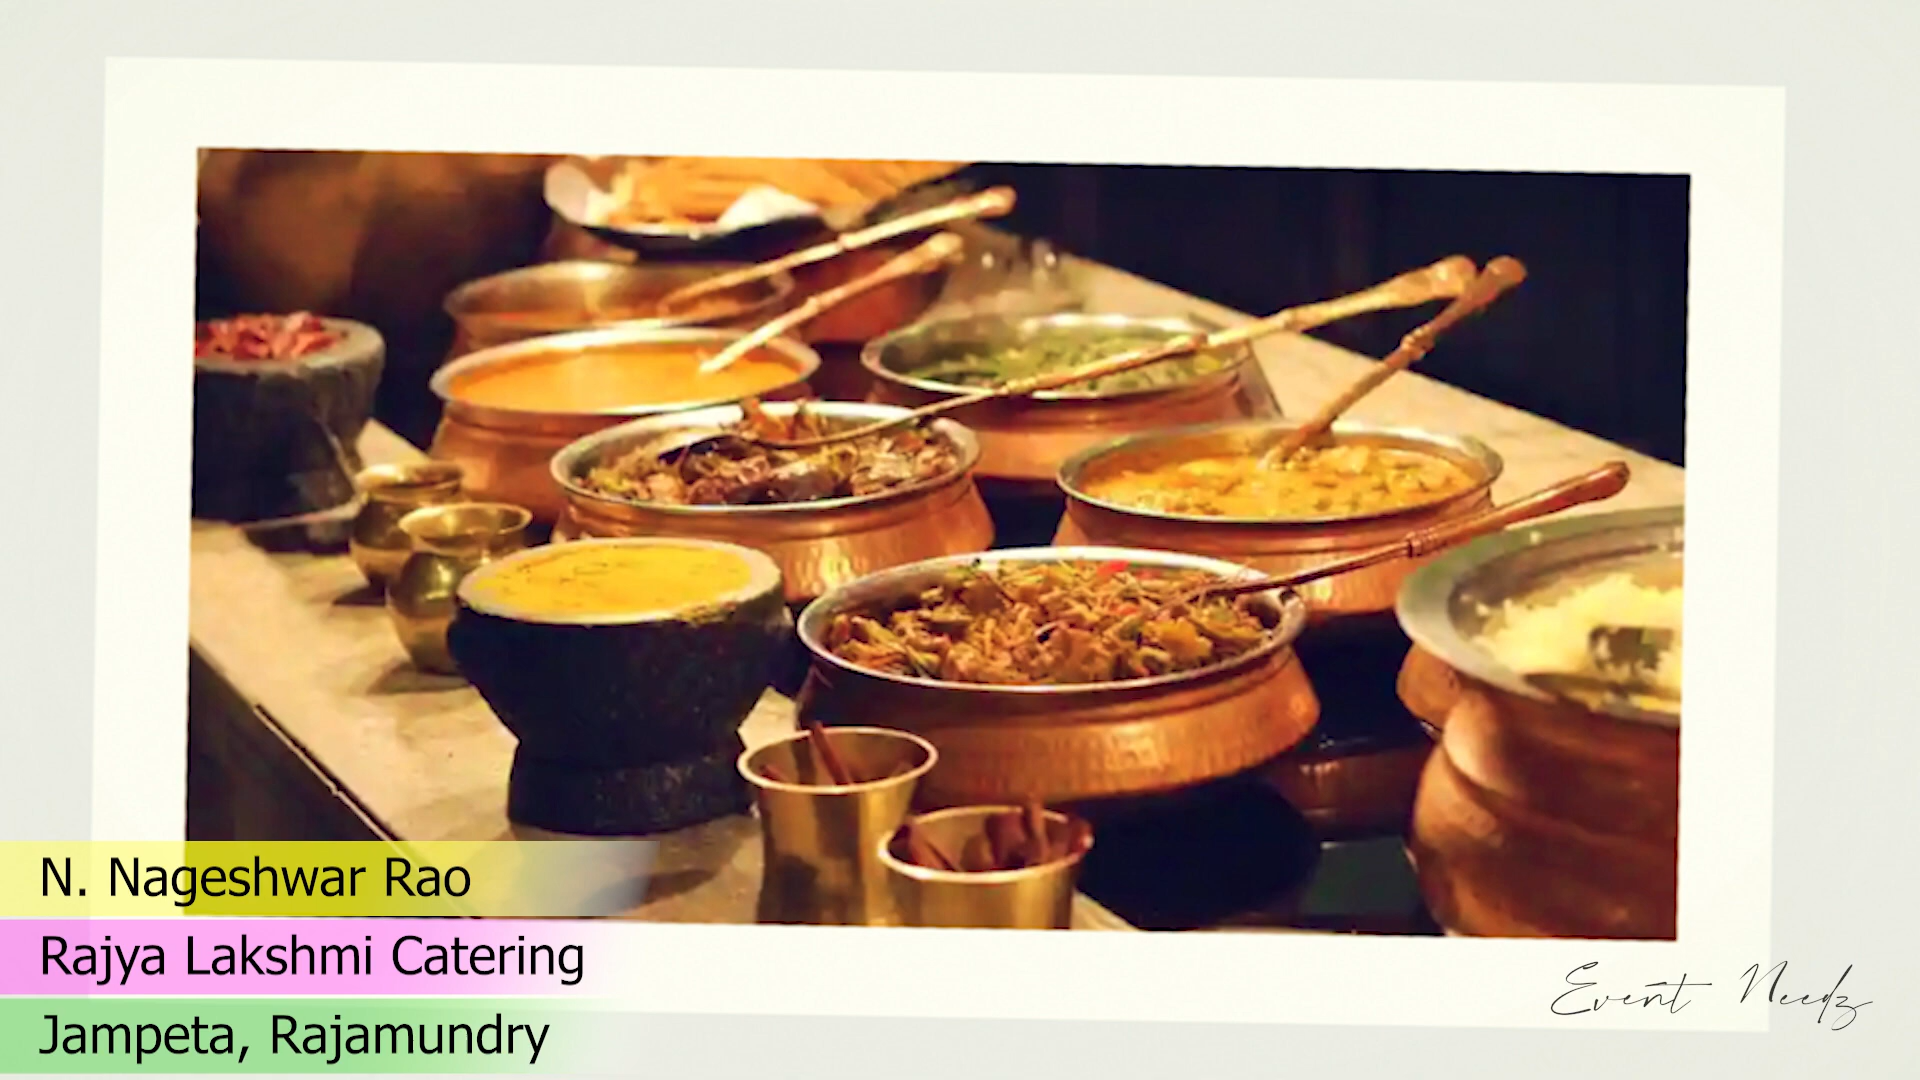 N. Nageshwar Rao
Rajya Lakshmi Catering
Jampeta, Rajamundry
Event Needz